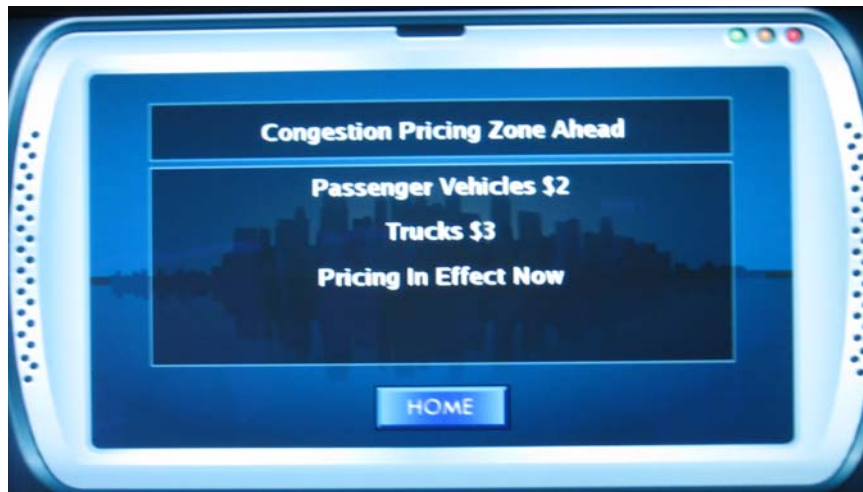 Congestion Pricing Zone Ahead
Passenger Vehicles $2
Trucks $3
Pricing In Effect Now
HOME